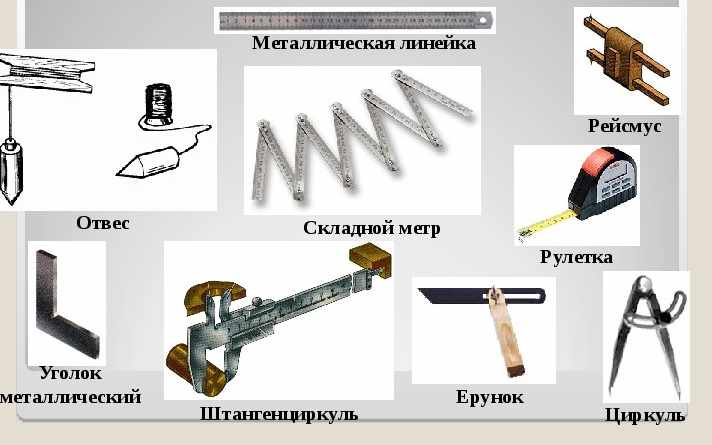 Металлическая линейка
Рейсмус
Отвес
Складной метр
Рулетка
Уголок
металлический
Штангенциркуль
Ерунок
Циркуль